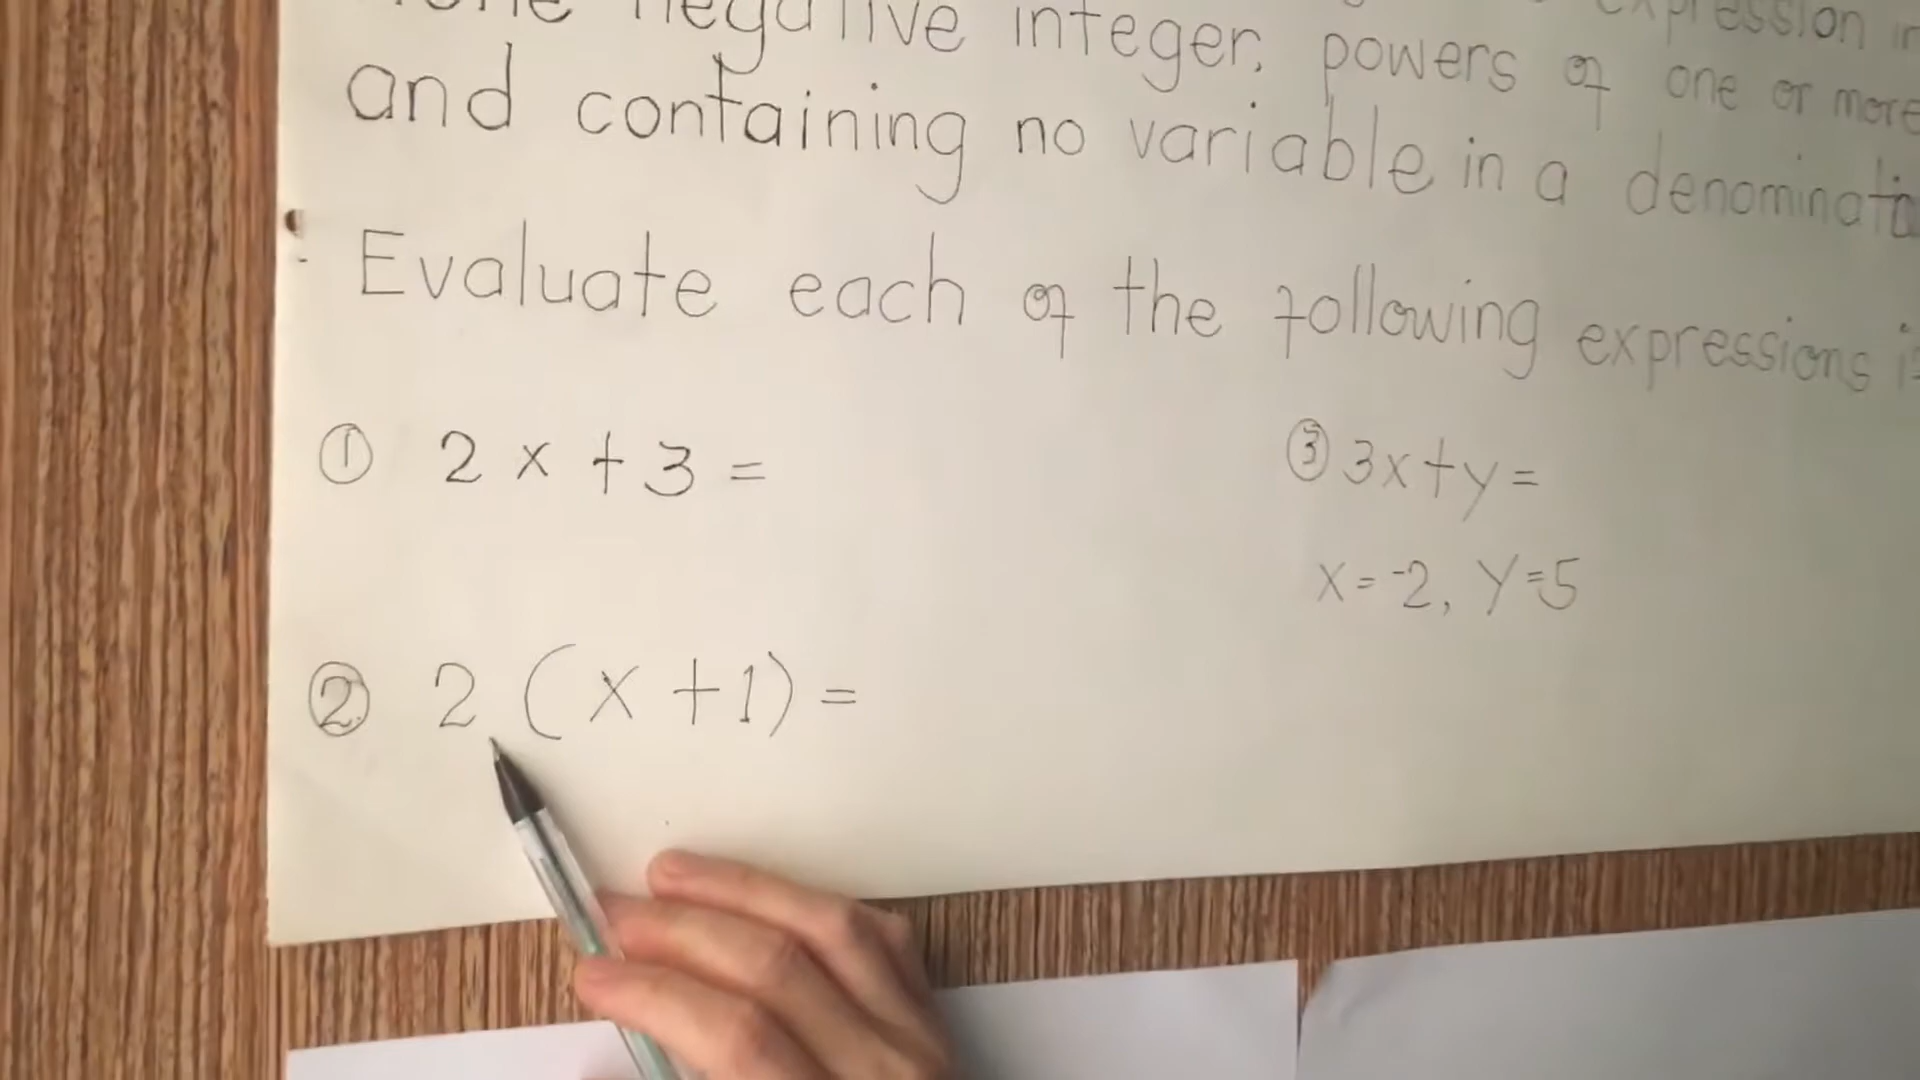 negative integer, powers of one or more
and containing no variable in a denominato
Evaluate each of the following expressions
① 2x + 3 =
③ 3x+y=
x = -2, y=5
② 2 (x + 1) =